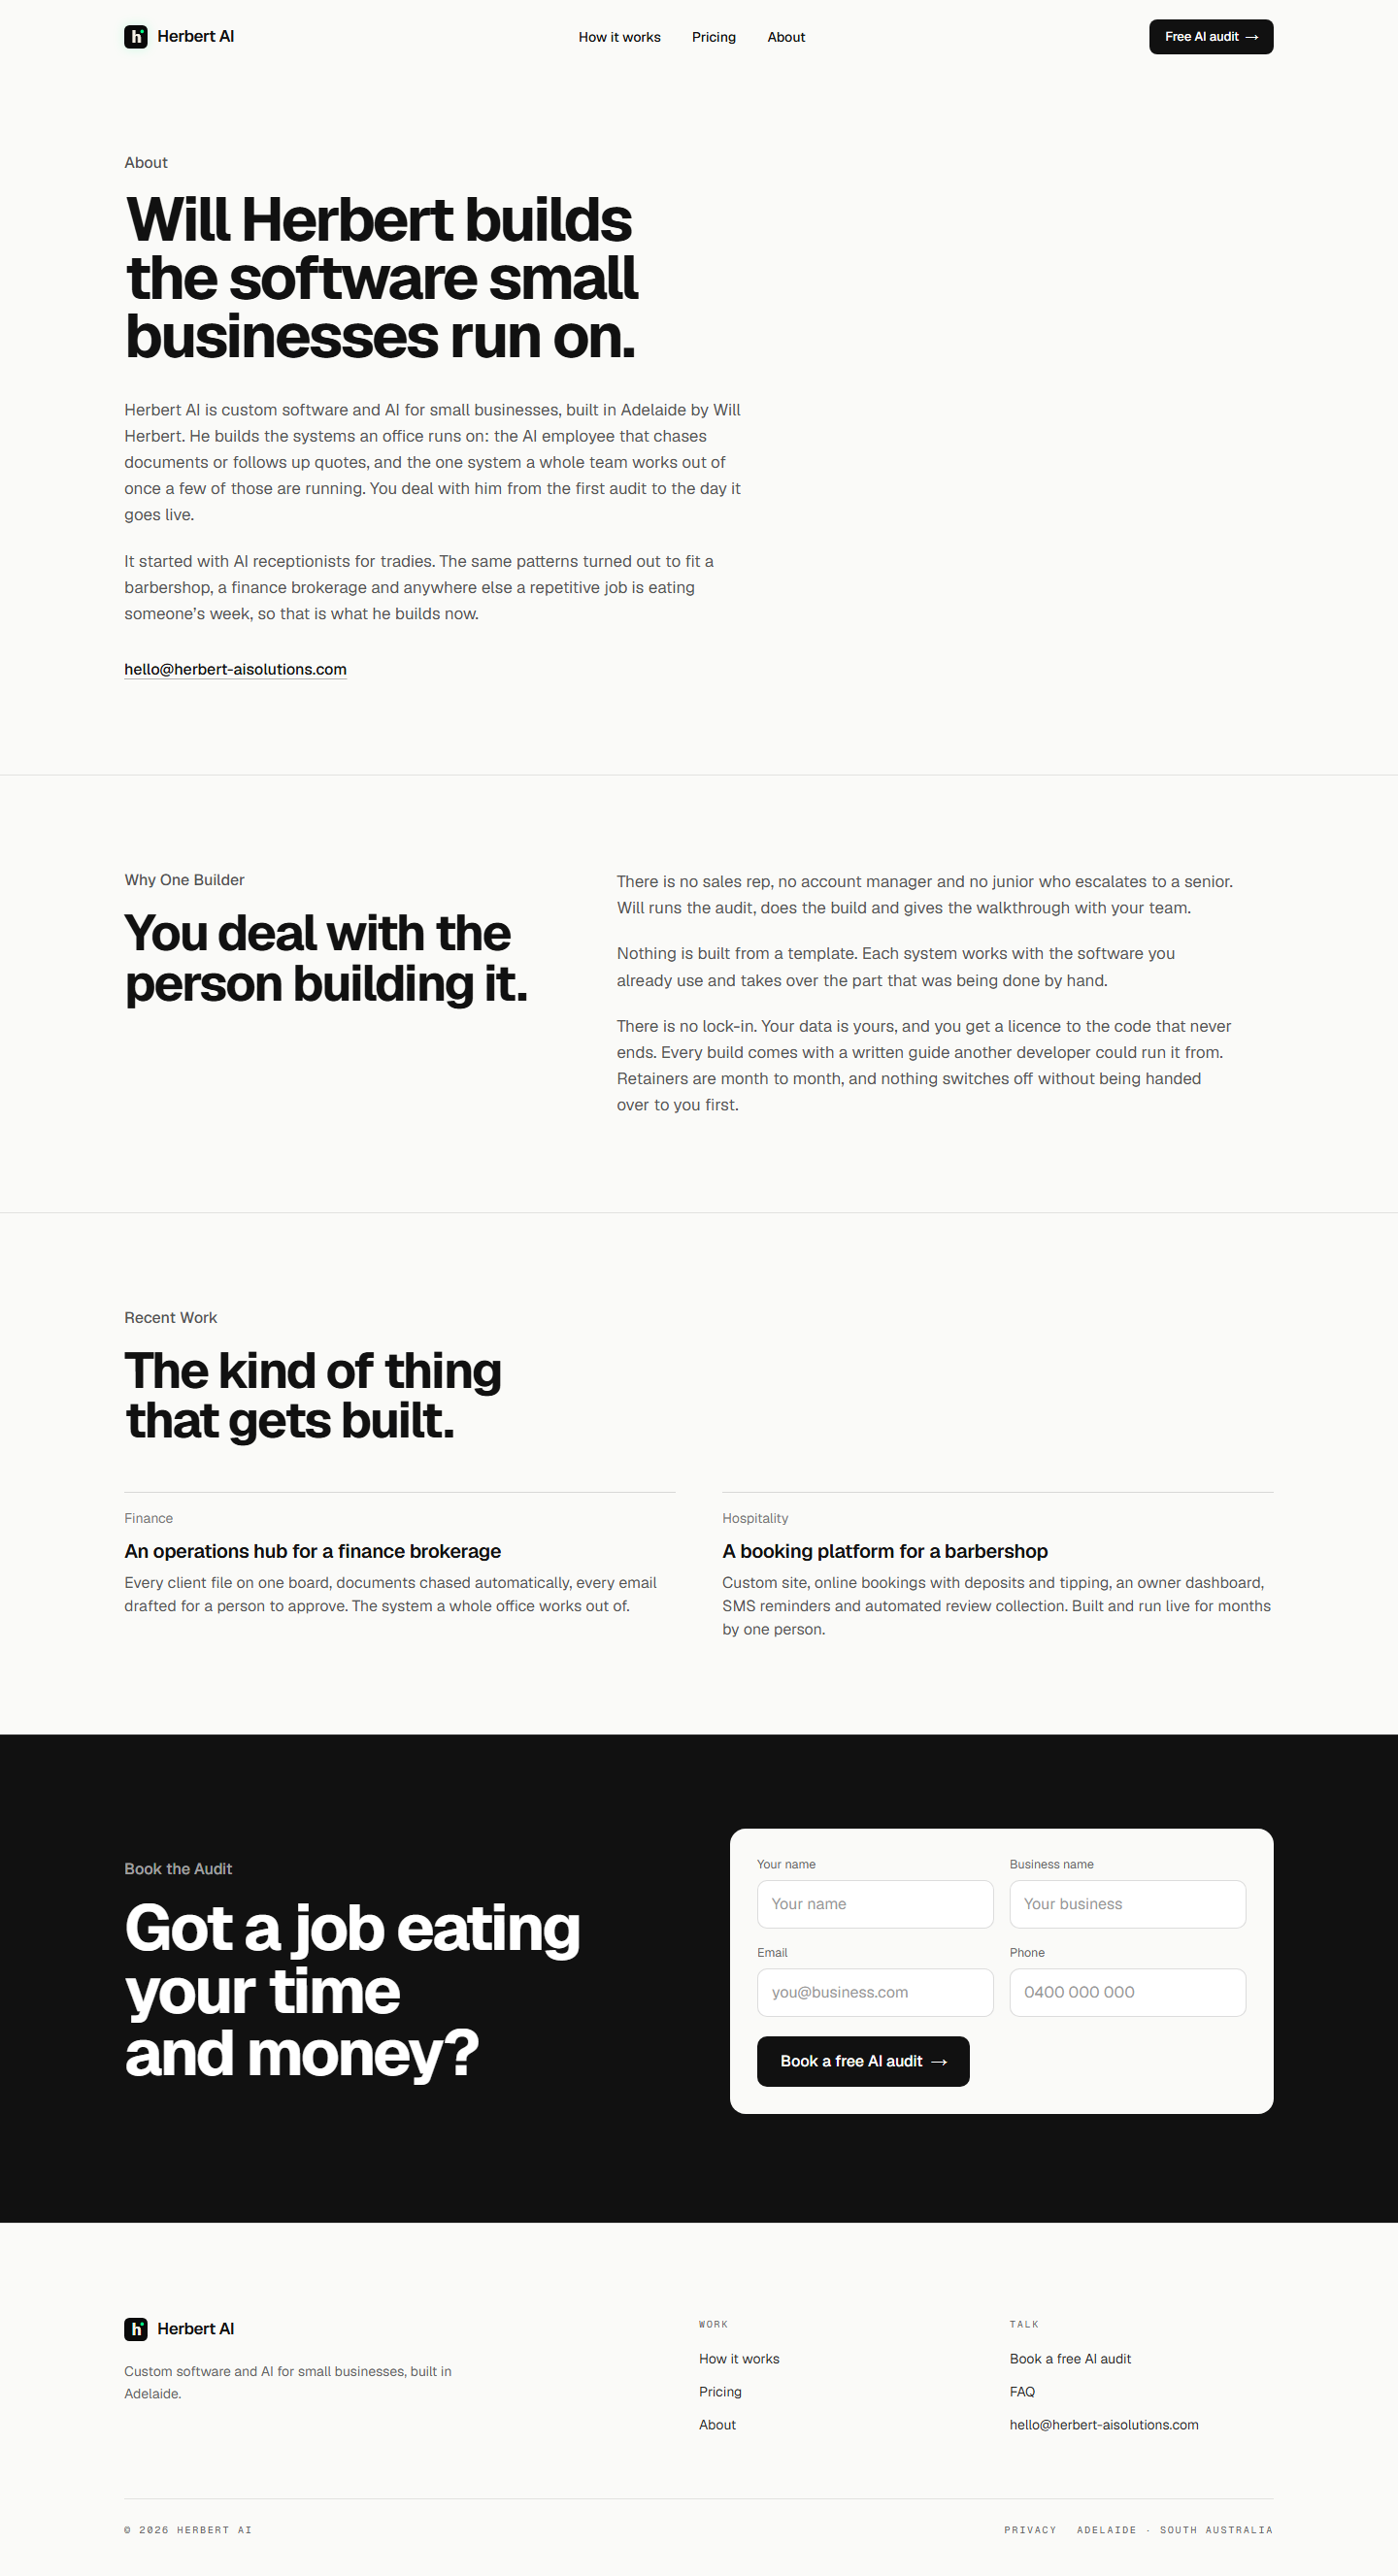 h Herbert AI
How it works Pricing About
Free AI audit →
About
Will Herbert builds
the software small
businesses run on.
Herbert AI is custom software and AI for small businesses, built in Adelaide by Will
Herbert. He builds the systems an office runs on: the AI employee that chases
documents or follows up quotes, and the one system a whole team works out of
once a few of those are running. You deal with him from the first audit to the day it
goes live.
It started with AI receptionists for tradies. The same patterns turned out to fit a
barbershop, a finance brokerage and anywhere else a repetitive job is eating
someone’s week, so that is what he builds now.
hello@herbert-aisolutions.com
Why One Builder
You deal with the
person building it.
There is no sales rep, no account manager and no junior who escalates to a senior.
Will runs the audit, does the build and gives the walkthrough with your team.
Nothing is built from a template. Each system works with the software you
already use and takes over the part that was being done by hand.
There is no lock-in. Your data is yours, and you get a licence to the code that never
ends. Every build comes with a written guide another developer could run it from.
Retainers are month to month, and nothing switches off without being handed
over to you first.
Recent Work
The kind of thing
that gets built.
Finance
An operations hub for a finance brokerage
Every client file on one board, documents chased automatically, every email
drafted for a person to approve. The system a whole office works out of.
Hospitality
A booking platform for a barbershop
Custom site, online bookings with deposits and tipping, an owner dashboard,
SMS reminders and automated review collection. Built and run live for months
by one person.
Book the Audit
Got a job eating
your time
and money?
Your name Business name
Your name Your business
Email Phone
you@business.com 0400 000 000
Book a free AI audit →
h Herbert AI
Custom software and AI for small businesses, built in
Adelaide.
WORK
How it works
Pricing
About
TALK
Book a free AI audit
FAQ
hello@herbert-aisolutions.com
© 2026 HERBERT AI
PRIVACY ADELAIDE · SOUTH AUSTRALIA